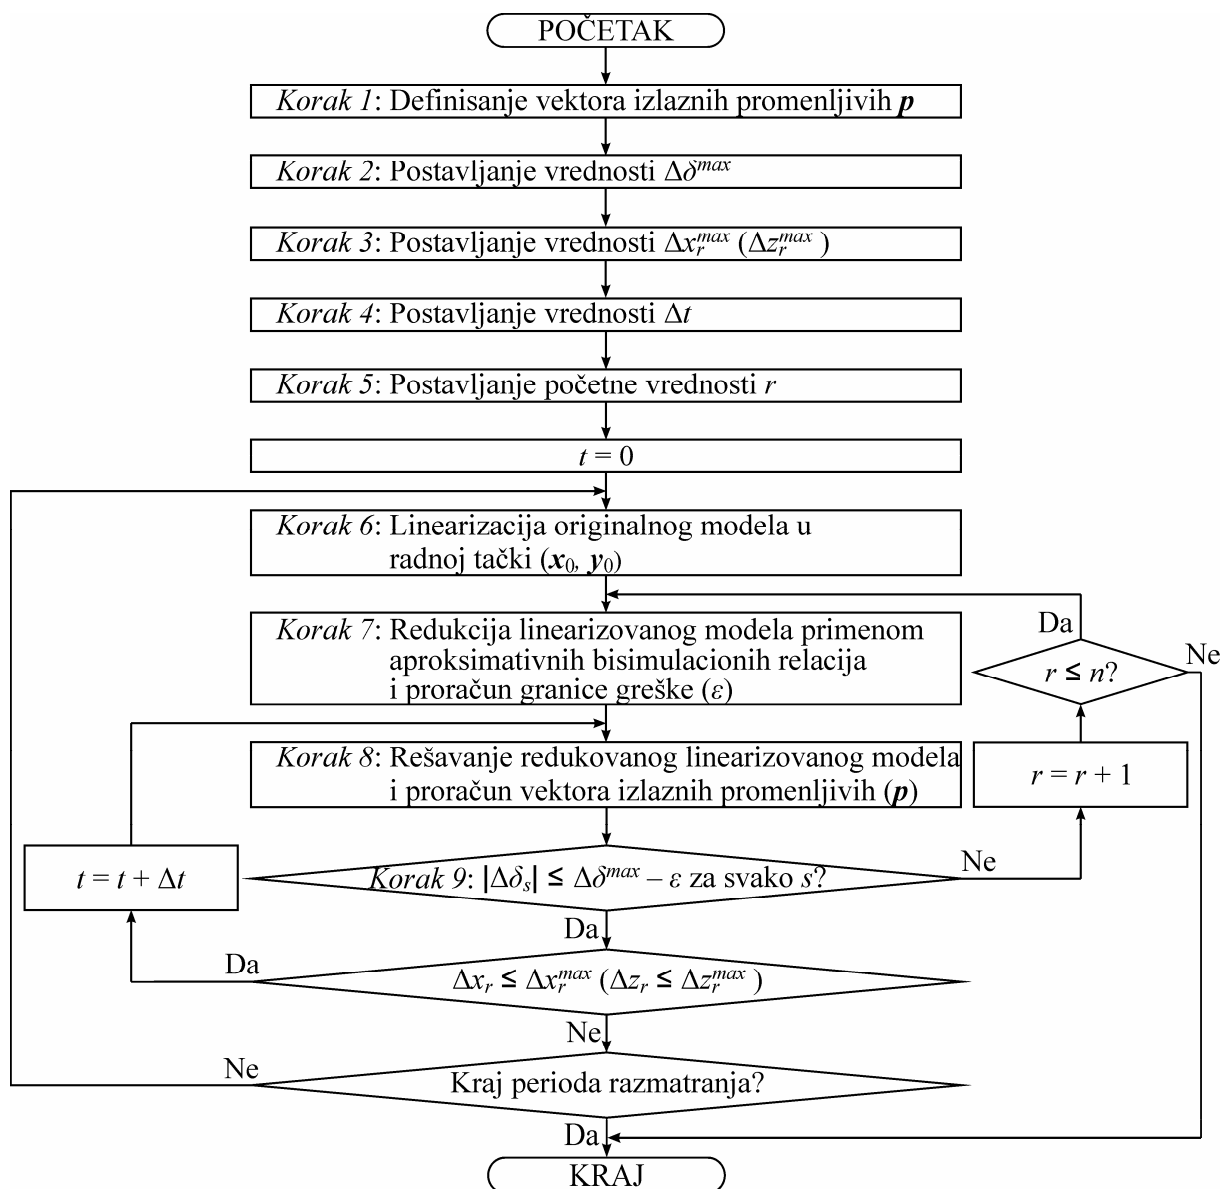 POČETAK
Korak 1: Definisanje vektora izlaznih promenljivih p
Korak 2: Postavljanje vrednosti Δδ^max
Korak 3: Postavljanje vrednosti Δx_r^max (Δz_r^max)
Korak 4: Postavljanje vrednosti Δt
Korak 5: Postavljanje početne vrednosti r
t = 0
Korak 6: Linearizacija originalnog modela u
radnoj tački (x₀, y₀)
Korak 7: Redukcija linearizovanog modela primenom
aproksimativnih bisimulacionih relacija
i proračun granice greške (ε)
Da
Ne
r ≤ n?
Korak 8: Rešavanje redukovanog linearizovanog modela
i proračun vektora izlaznih promenljivih (p)
r = r + 1
t = t + Δt
Korak 9: |Δδ_s| ≤ Δδ^max – ε za svako s?
Ne
Da
Da
Δx_r ≤ Δx_r^max (Δz_r ≤ Δz_r^max)
Ne
Ne
Kraj perioda razmatranja?
Da
KRAJ